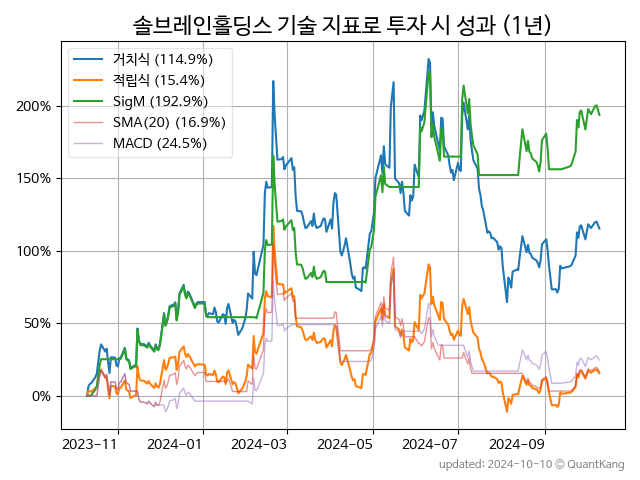 솔브레인홀딩스 기술 지표로 투자 시 성과 (1년)
거치식 (114.9%)
적립식 (15.4%)
SigM (192.9%)
SMA(20) (16.9%)
MACD (24.5%)
200%
150%
100%
50%
0%
2023-11 2024-01 2024-03 2024-05 2024-07 2024-09
updated: 2024-10-10 © QuantKang